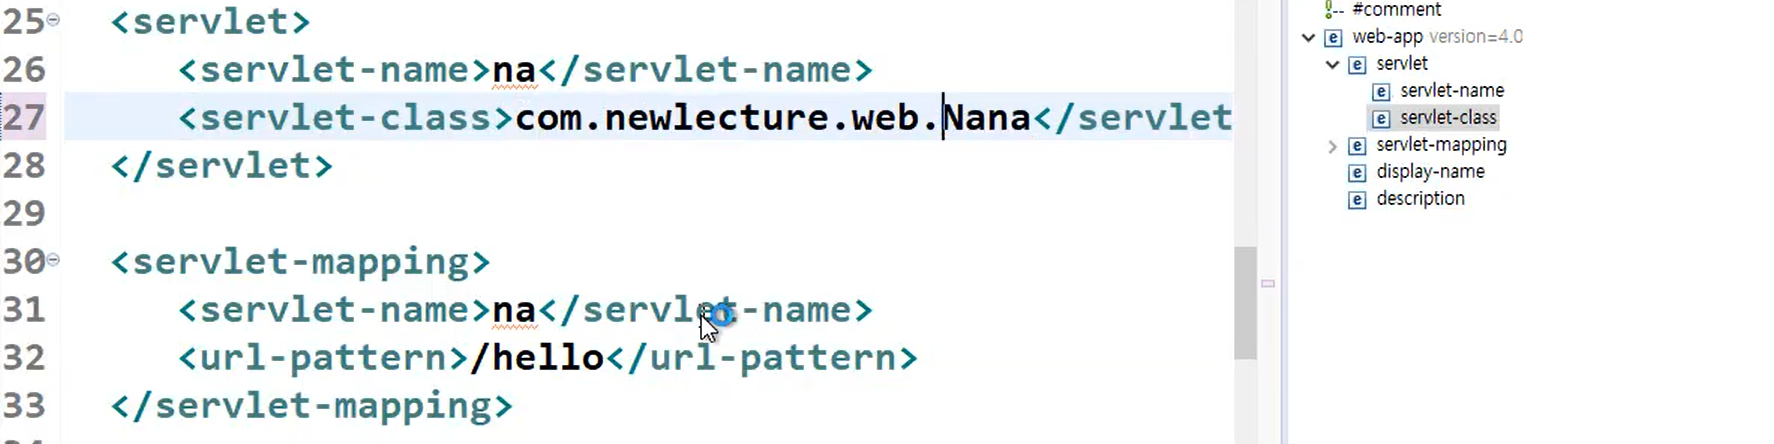 25 <servlet>
26 <servlet-name>na</servlet-name>
27 <servlet-class>com.newlecture.web.Nana</servlet
28 </servlet>
29
30 <servlet-mapping>
31 <servlet-name>na</servlet-name>
32 <url-pattern>/hello</url-pattern>
33 </servlet-mapping>
#comment
web-app version=4.0
servlet
servlet-name
servlet-class
servlet-mapping
display-name
description